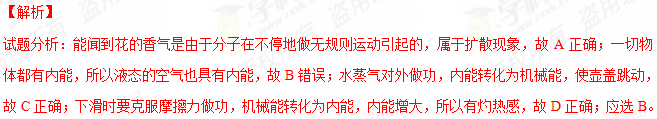 【解析】
试题分析：能闻到花的香气是由于分子在不停地做无规则运动引起的，属于扩散现象，故 A 正确；一切物
体都有内能，所以液态的空气也具有内能，故 B 错误；水蒸气对外做功，内能转化为机械能，使壶盖跳动，
故 C 正确；下滑时要克服摩擦力做功，机械能转化为内能，内能增大，所以有灼热感，故 D 正确；应选 B。